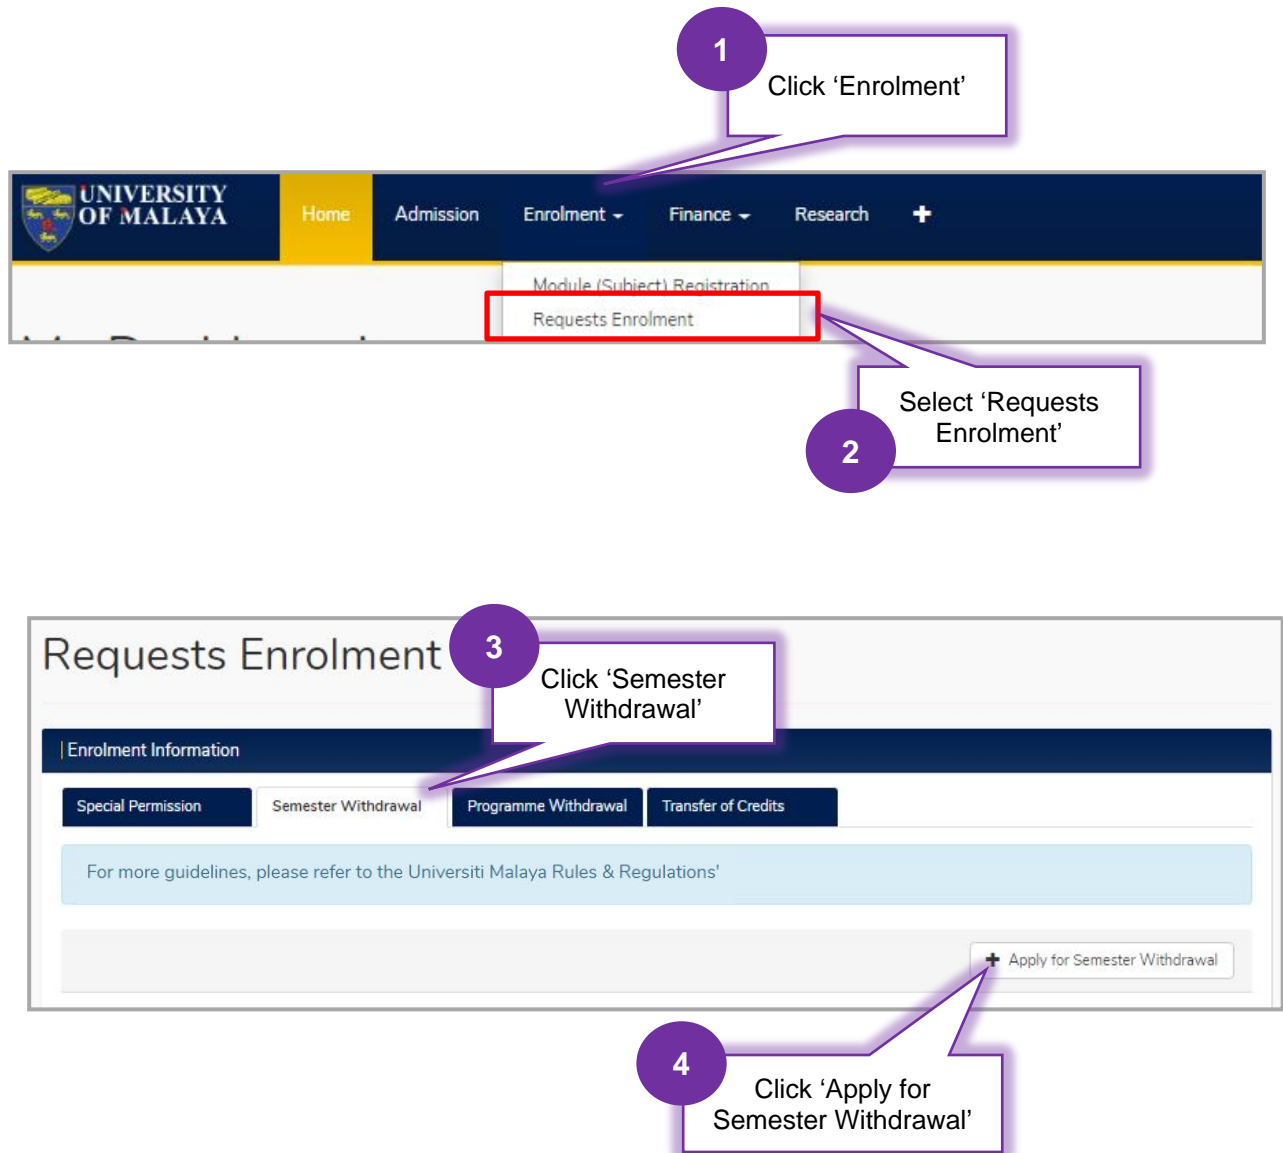 1
Click ‘Enrolment’
UNIVERSITY
OF MALAYA
Home Admission Enrolment Finance Research
Module (Subject) Registration
Requests Enrolment
Select ‘Requests
Enrolment’
2
Requests Enrolment
3
Click ‘Semester
Withdrawal’
Enrolment Information
Special Permission Semester Withdrawal Programme Withdrawal Transfer of Credits
For more guidelines, please refer to the Universiti Malaya Rules & Regulations'
Apply for Semester Withdrawal
4
Click ‘Apply for
Semester Withdrawal’